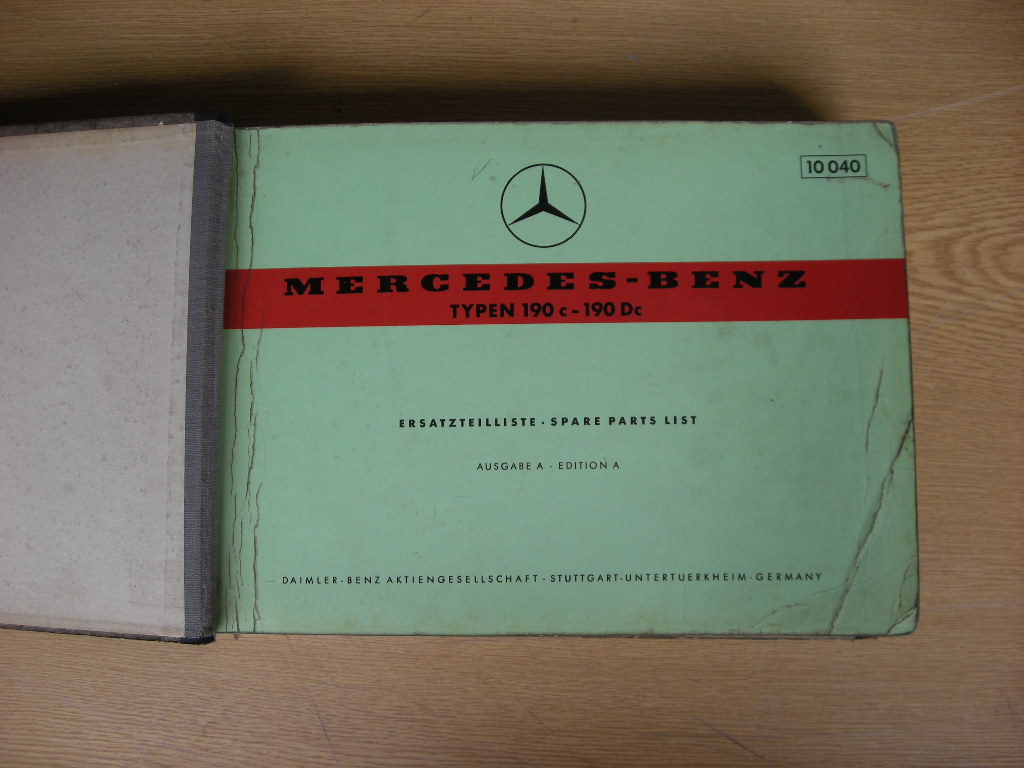 10 040
MERCEDES-BENZ
TYPEN 190 c - 190 Dc
ERSATZTEILLISTE · SPARE PARTS LIST
AUSGABE A · EDITION A
DAIMLER-BENZ AKTIENGESELLSCHAFT · STUTTGART-UNTERTUERKHEIM · GERMANY